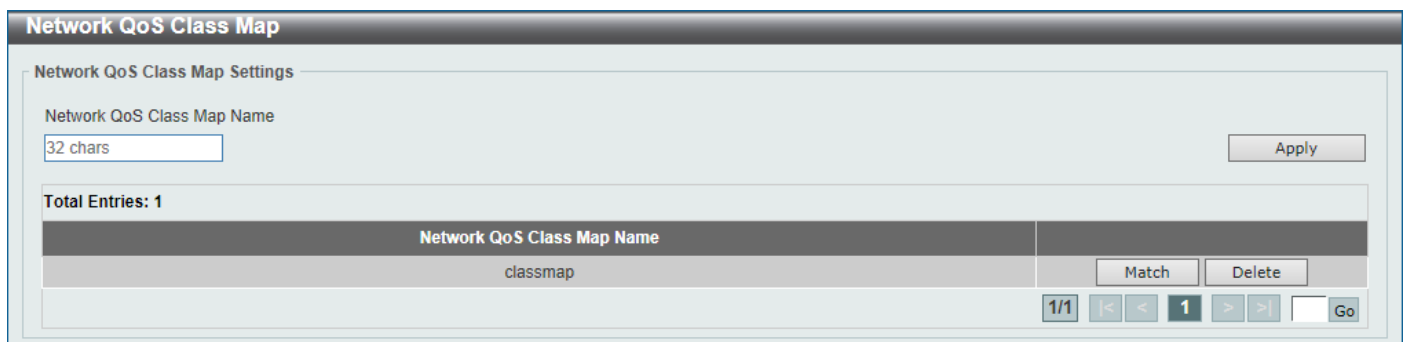 Network QoS Class Map
Network QoS Class Map Settings
Network QoS Class Map Name
32 chars
Apply
Total Entries: 1
Network QoS Class Map Name
classmap Match Delete
1/1 |< < 1 > >| Go